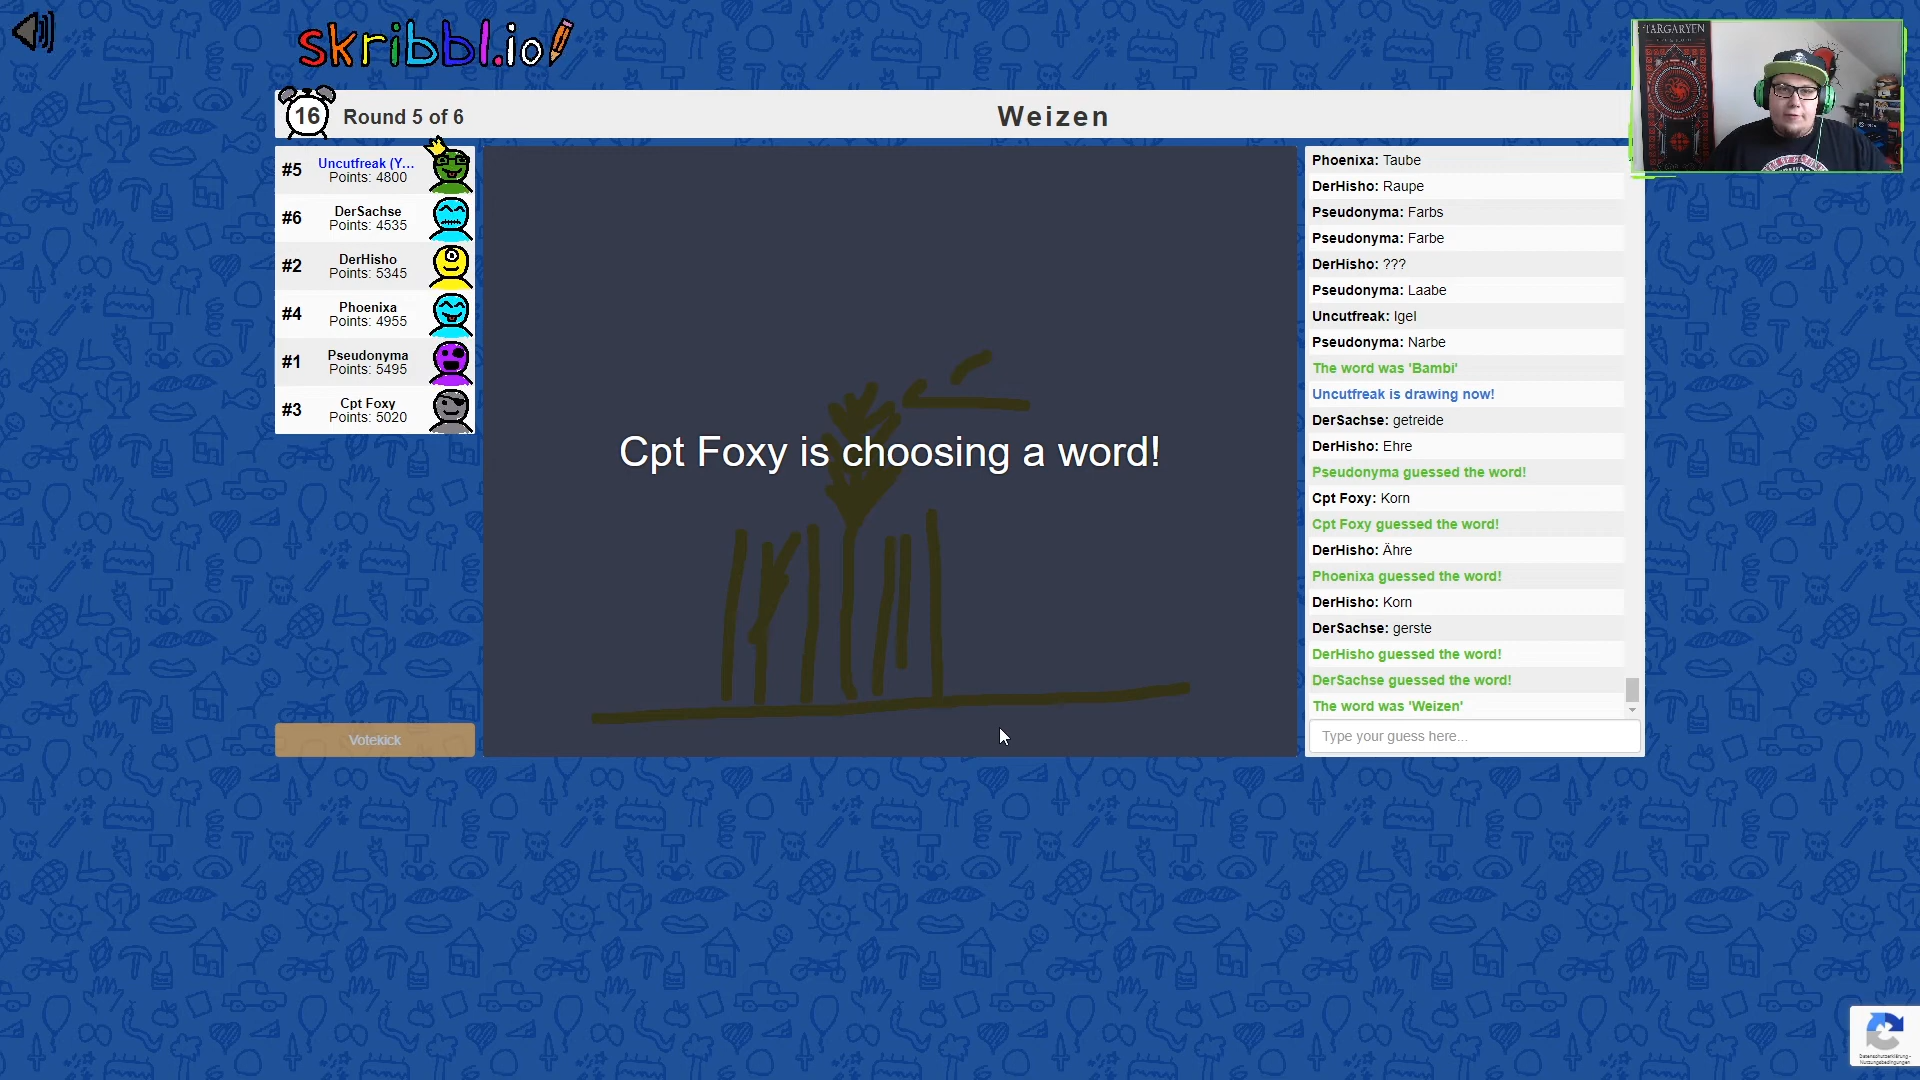 skribbl.io
TARGARYEN
16
Round 5 of 6
Weizen
#5
Uncutfreak (Y...
Points: 4800
#6
DerSachse
Points: 4535
#2
DerHisho
Points: 5345
#4
Phoenixa
Points: 4955
#1
Pseudonyma
Points: 5495
#3
Cpt Foxy
Points: 5020
Votekick
Cpt Foxy is choosing a word!
Phoenixa: Taube
DerHisho: Raupe
Pseudonyma: Farbs
Pseudonyma: Farbe
DerHisho: ???
Pseudonyma: Laabe
Uncutfreak: Igel
Pseudonyma: Narbe
The word was 'Bambi'
Uncutfreak is drawing now!
DerSachse: getreide
DerHisho: Ehre
Pseudonyma guessed the word!
Cpt Foxy: Korn
Cpt Foxy guessed the word!
DerHisho: Ähre
Phoenixa guessed the word!
DerHisho: Korn
DerSachse: gerste
DerHisho guessed the word!
DerSachse guessed the word!
The word was 'Weizen'
Type your guess here...
Datenschutzerklärung -
Nutzungsbedingungen